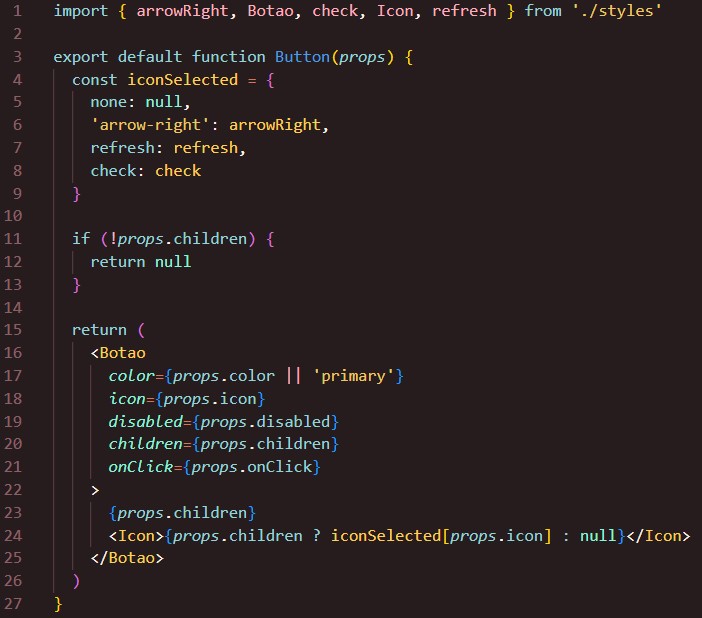 1 import { arrowRight, Botao, check, Icon, refresh } from './styles'
2
3 export default function Button(props) {
4   const iconSelected = {
5     none: null,
6     'arrow-right': arrowRight,
7     refresh: refresh,
8     check: check
9   }
10
11   if (!props.children) {
12     return null
13   }
14
15   return (
16     <Botao
17       color={props.color || 'primary'}
18       icon={props.icon}
19       disabled={props.disabled}
20       children={props.children}
21       onClick={props.onClick}
22     >
23       {props.children}
24       <Icon>{props.children ? iconSelected[props.icon] : null}</Icon>
25     </Botao>
26   )
27 }